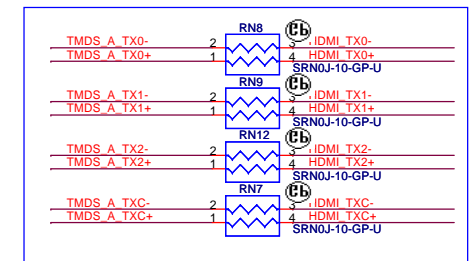 RN8
TMDS_A_TX0- 2 3 HDMI_TX0-
TMDS_A_TX0+ 1 4 HDMI_TX0+
SRN0J-10-GP-U
RN9
TMDS_A_TX1- 2 3 HDMI_TX1-
TMDS_A_TX1+ 1 4 HDMI_TX1+
SRN0J-10-GP-U
RN12
TMDS_A_TX2- 2 3 HDMI_TX2-
TMDS_A_TX2+ 1 4 HDMI_TX2+
SRN0J-10-GP-U
RN7
TMDS_A_TXC- 2 3 HDMI_TXC-
TMDS_A_TXC+ 1 4 HDMI_TXC+
SRN0J-10-GP-U